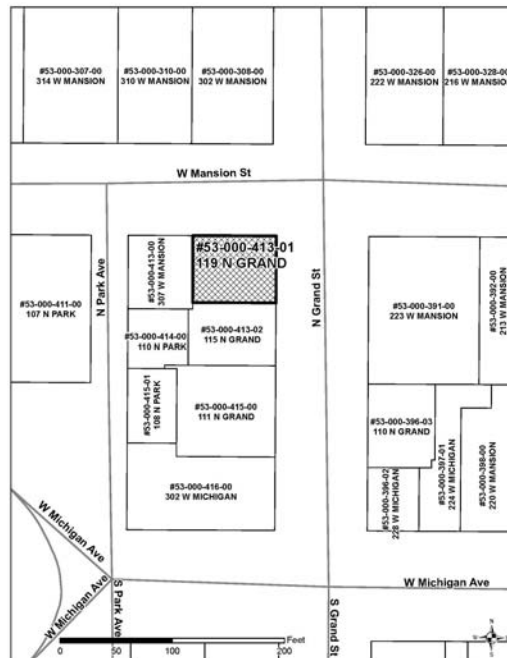 #53-000-307-00
314 W MANSION
#53-000-310-00
310 W MANSION
#53-000-308-00
302 W MANSION
#53-000-326-00
222 W MANSION
#53-000-328-00
216 W MANSION
W Mansion St
N Park Ave
N Grand St
#53-000-411-00
107 N PARK
#53-000-413-00
307 W MANSION
#53-000-413-01
119 N GRAND
#53-000-414-00
110 N PARK
#53-000-413-02
115 N GRAND
#53-000-391-00
223 W MANSION
#53-000-392-00
213 W MANSION
#53-000-415-01
108 N PARK
#53-000-415-00
111 N GRAND
#53-000-396-03
110 N GRAND
#53-000-416-00
302 W MICHIGAN
#53-000-396-02
228 W MICHIGAN
#53-000-397-01
224 W MICHIGAN
#53-000-398-00
220 W MANSION
W Michigan Ave
W Michigan Ave
W Michigan Ave
S Park Ave
S Grand St
0 50 100 200
Feet
N
W
S